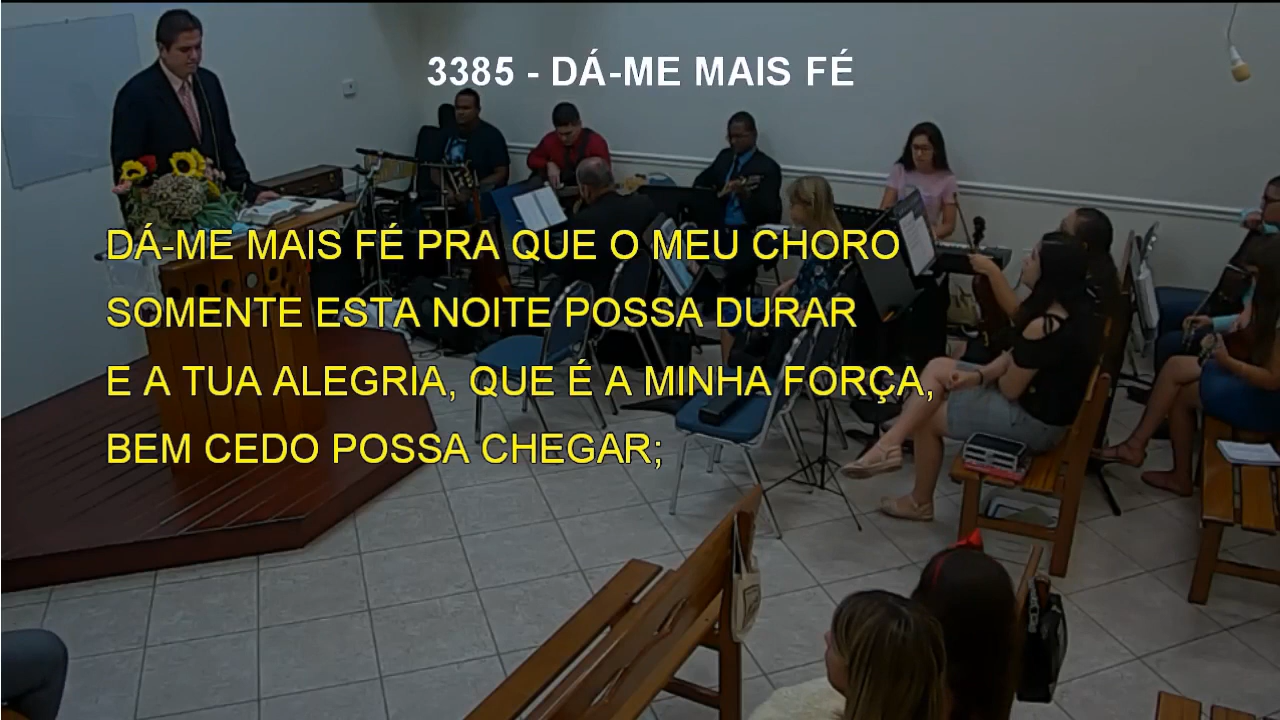 3385 - DÁ-ME MAIS FÉ
DÁ-ME MAIS FÉ PRA QUE O MEU CHORO
SOMENTE ESTA NOITE POSSA DURAR
E A TUA ALEGRIA, QUE É A MINHA FORÇA,
BEM CEDO POSSA CHEGAR;